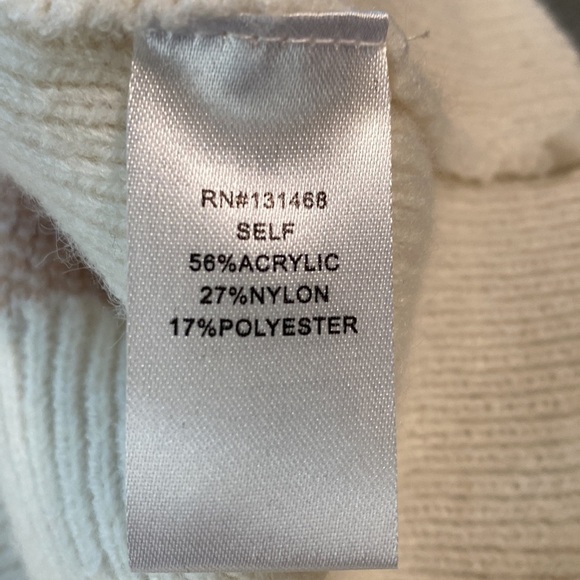 RN#131468
SELF
56%ACRYLIC
27%NYLON
17%POLYESTER